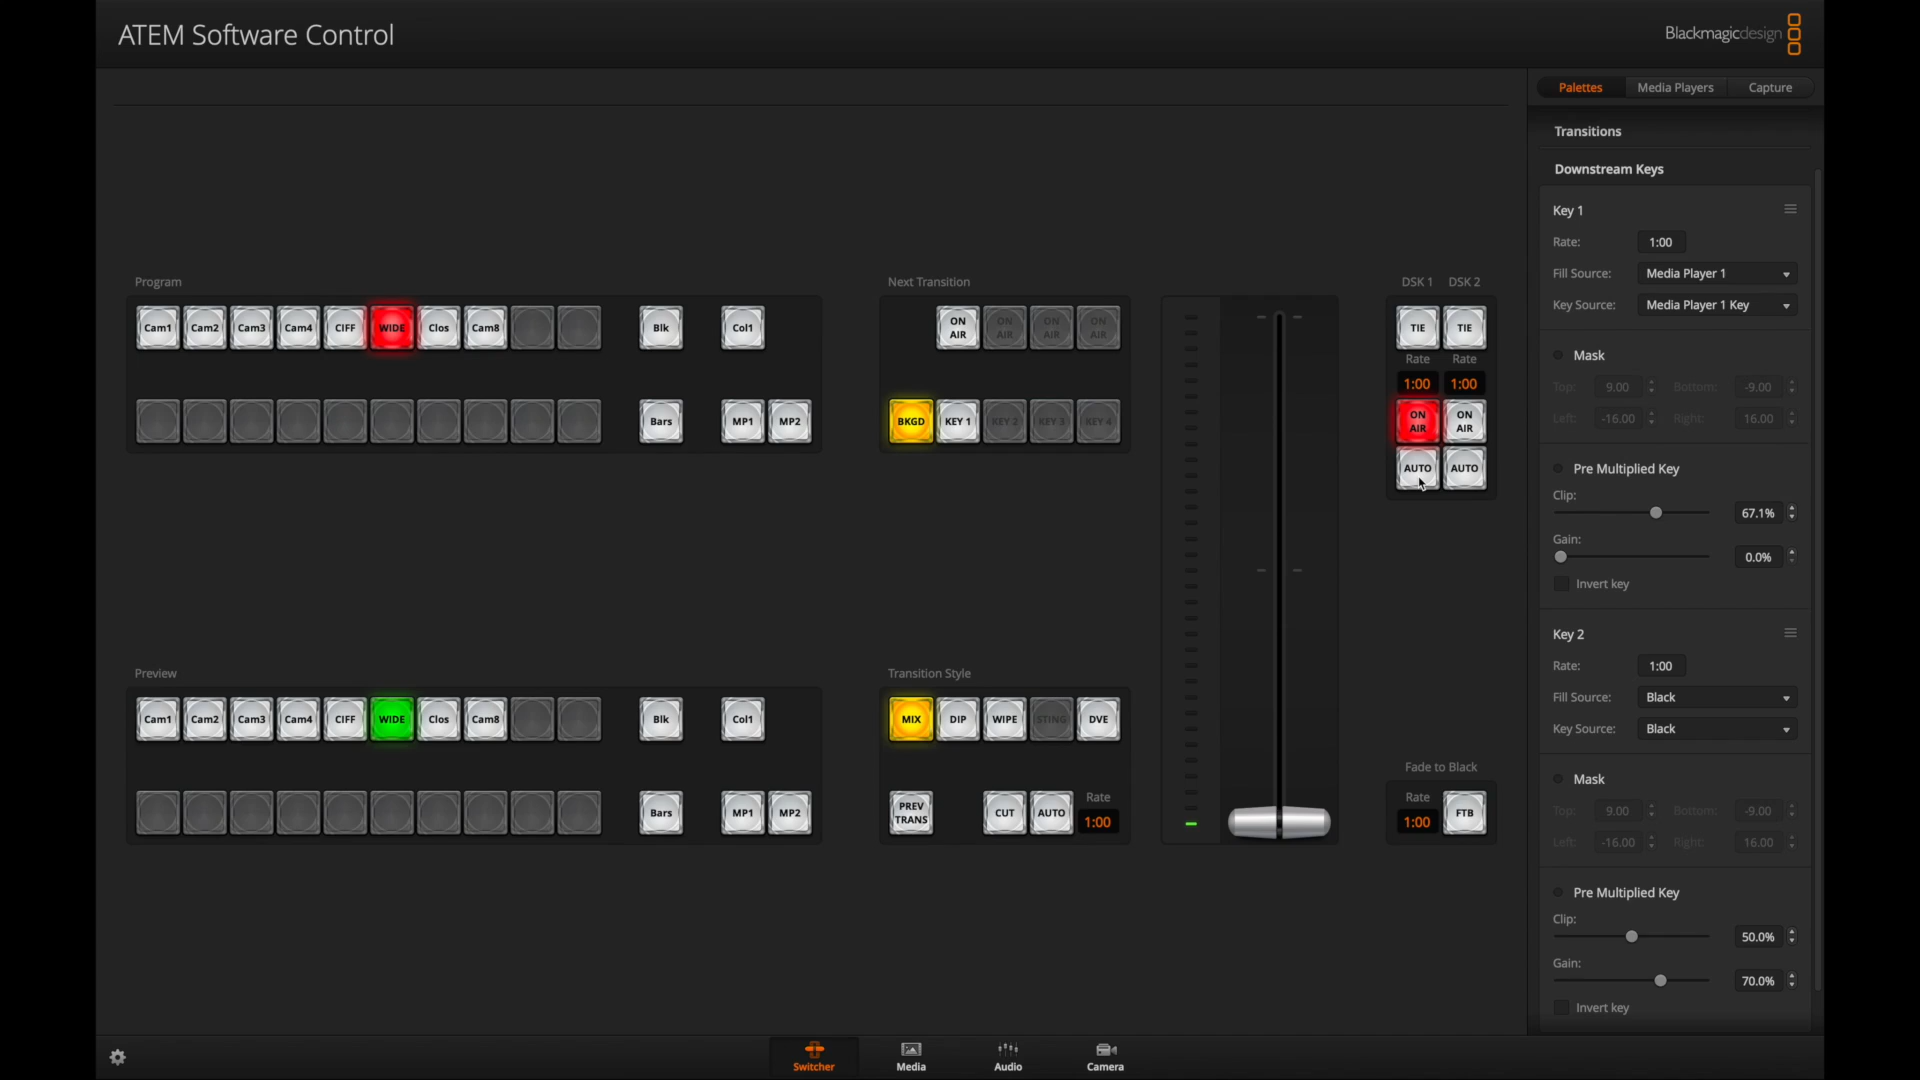 ATEM Software Control
Blackmagicdesign
Palettes Media Players Capture
Transitions
Downstream Keys
Key 1
Rate: 1:00
Fill Source: Media Player 1
Key Source: Media Player 1 Key
Mask
Top: 9.00 Bottom: -9.00
Left: -16.00 Right: 16.00
Pre Multiplied Key
Clip:
67.1%
Gain:
0.0%
Invert key
Key 2
Rate: 1:00
Fill Source: Black
Key Source: Black
Mask
Top: 9.00 Bottom: -9.00
Left: -16.00 Right: 16.00
Pre Multiplied Key
Clip:
50.0%
Gain:
70.0%
Invert key
Program
Cam1 Cam2 Cam3 Cam4 CIFF WIDE Clos Cam8 Blk Col1
Bars MP1 MP2
Next Transition
ON AIR ON AIR ON AIR ON AIR
BKGD KEY 1 KEY 2 KEY 3 KEY 4
DSK 1 DSK 2
TIE TIE
Rate Rate
1:00 1:00
ON AIR ON AIR
AUTO AUTO
Preview
Cam1 Cam2 Cam3 Cam4 CIFF WIDE Clos Cam8 Blk Col1
Bars MP1 MP2
Transition Style
MIX DIP WIPE STING DVE
PREV TRANS CUT AUTO Rate 1:00
Fade to Black
Rate
1:00 FTB
Switcher Media Audio Camera